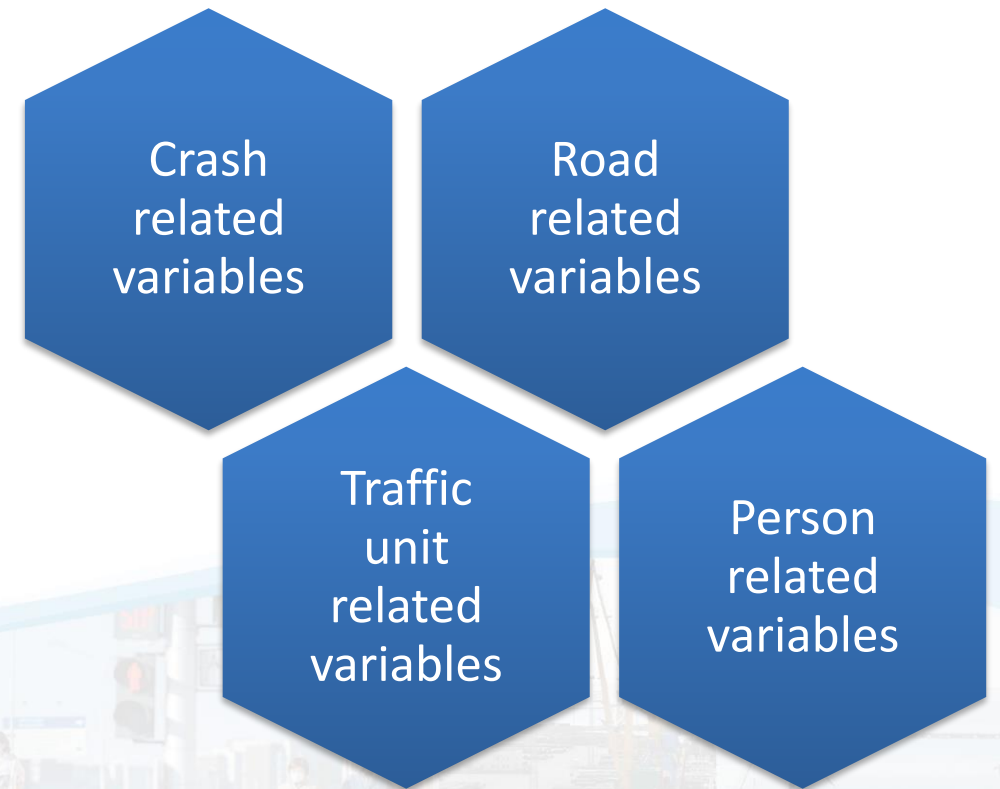 Crash
related
variables
Road
related
variables
Traffic
unit
related
variables
Person
related
variables